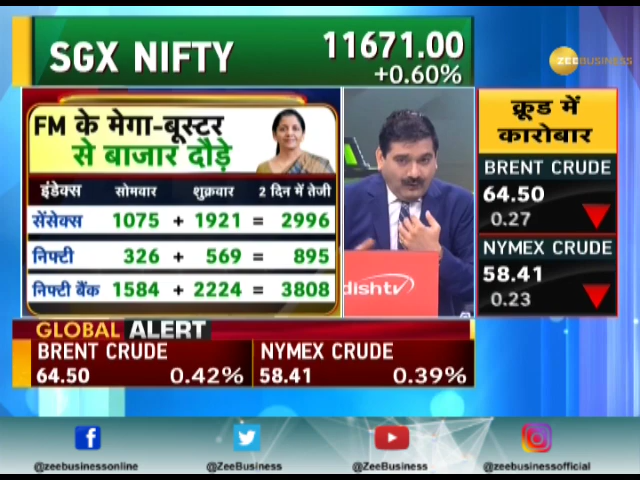 SGX NIFTY
11671.00
+0.60%
ZEEBUSINESS
FM के मेगा-बूस्टर
से बाजार दौड़े
इंडेक्स सोमवार शुक्रवार 2 दिन में तेजी
सेंसेक्स 1075 + 1921 = 2996
निफ्टी 326 + 569 = 895
निफ्टी बैंक 1584 + 2224 = 3808
dishtv
क्रूड में
कारोबार
BRENT CRUDE
64.50
0.27
NYMEX CRUDE
58.41
0.23
GLOBAL ALERT
BRENT CRUDE NYMEX CRUDE
64.50 0.42% 58.41 0.39%
@zeebusinessonline @ZeeBusiness @ZeeBusiness @zeebusinessofficial